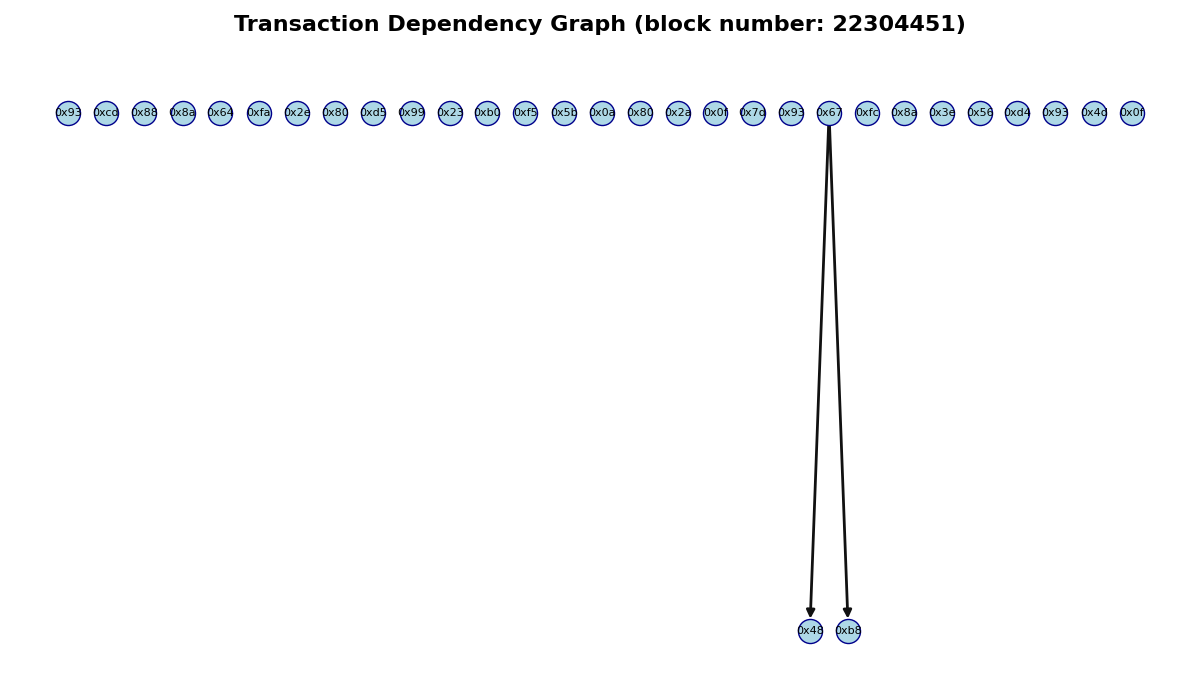 Transaction Dependency Graph (block number: 22304451)
0x93 0xcd 0x88 0x8a 0x64 0xfa 0x2e 0x80 0xd5 0x99 0x23 0xb0 0xf5 0x5b 0x0a 0x80 0x2a 0x0f 0x7d 0x93 0x67 0xfc 0x8a 0x3e 0x56 0xd4 0x93 0x4d 0x0f
0x48 0xb8